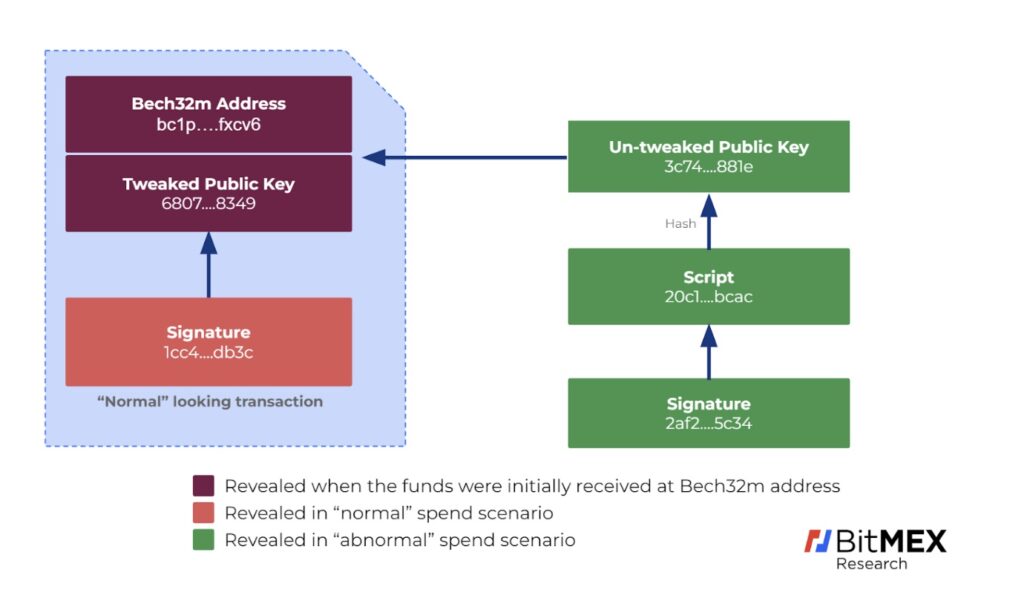 Bech32m Address
bc1p....fxcv6
Tweaked Public Key
6807....8349
Signature
1cc4....db3c
“Normal” looking transaction
Un-tweaked Public Key
3c74....881e
Hash
Script
20c1....bcac
Signature
2af2....5c34
Revealed when the funds were initially received at Bech32m address
Revealed in “normal” spend scenario
Revealed in “abnormal” spend scenario
BitMEX
Research